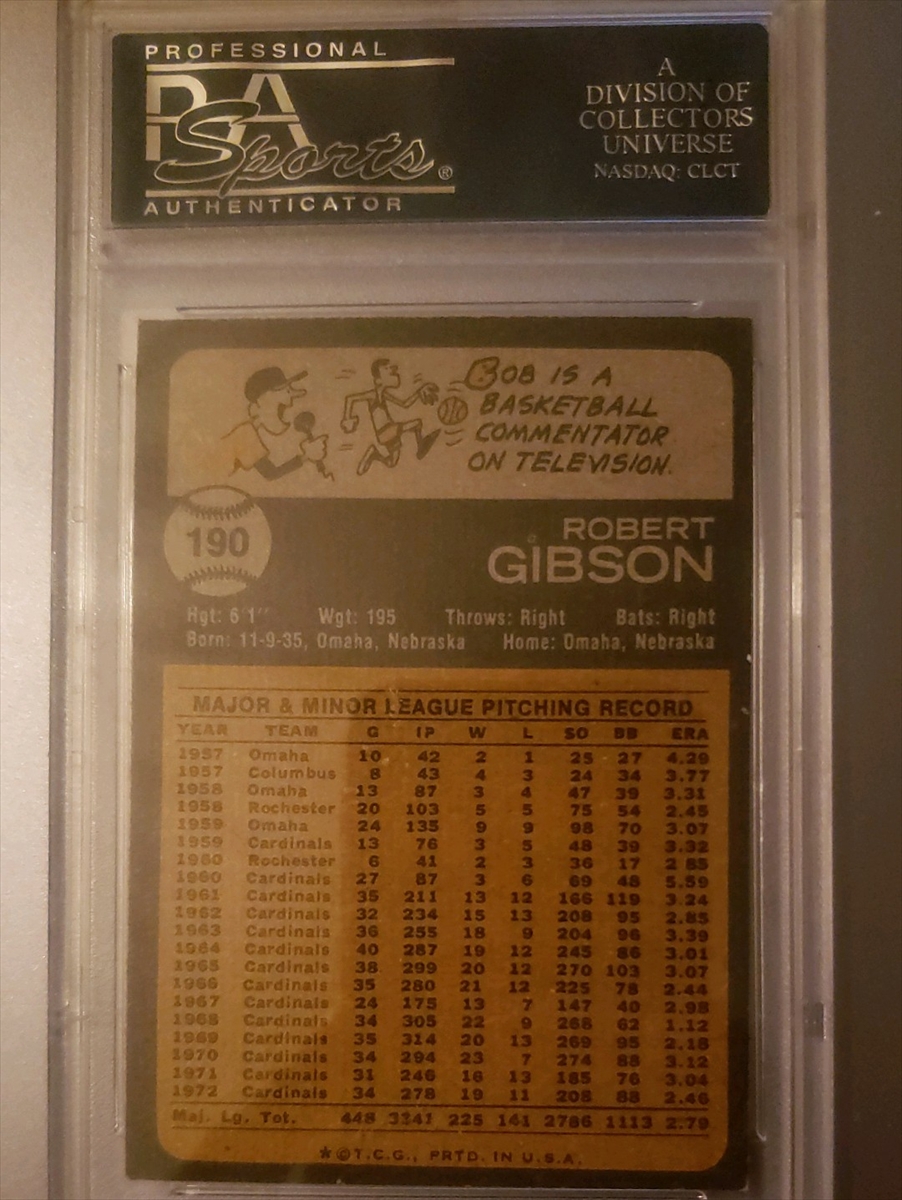 PROFESSIONAL
PSA
Sports®
AUTHENTICATOR
A
DIVISION OF
COLLECTORS
UNIVERSE
NASDAQ: CLCT
BOB IS A
BASKETBALL
COMMENTATOR
ON TELEVISION.
190
ROBERT
GIBSON
Hgt: 6'1" Wgt: 195 Throws: Right Bats: Right
Born: 11-9-35, Omaha, Nebraska Home: Omaha, Nebraska
MAJOR & MINOR LEAGUE PITCHING RECORD
YEAR TEAM G IP W L SO BB ERA
1957 Omaha 10 42 2 1 25 27 4.29
1957 Columbus 8 43 4 3 24 34 3.77
1958 Omaha 13 87 3 4 47 39 3.31
1958 Rochester 20 103 5 5 75 54 2.45
1959 Omaha 24 135 9 9 98 70 3.07
1959 Cardinals 13 76 3 5 48 39 3.32
1960 Rochester 6 41 2 3 36 17 2.85
1960 Cardinals 27 87 3 6 69 48 5.59
1961 Cardinals 35 211 13 12 166 119 3.24
1962 Cardinals 32 234 15 13 208 95 2.85
1963 Cardinals 36 255 18 9 204 96 3.39
1964 Cardinals 40 287 19 12 245 86 3.01
1965 Cardinals 38 299 20 12 270 103 3.07
1966 Cardinals 35 280 21 12 225 78 2.44
1967 Cardinals 24 175 13 7 147 40 2.98
1968 Cardinals 34 305 22 9 268 62 1.12
1969 Cardinals 35 314 20 13 269 95 2.18
1970 Cardinals 34 294 23 7 274 88 3.12
1971 Cardinals 31 246 16 13 185 76 3.04
1972 Cardinals 34 278 19 11 208 88 2.46
Maj. Lg. Tot. 448 3341 225 141 2786 1113 2.79
★©T.C.G., PRTD. IN U.S.A.